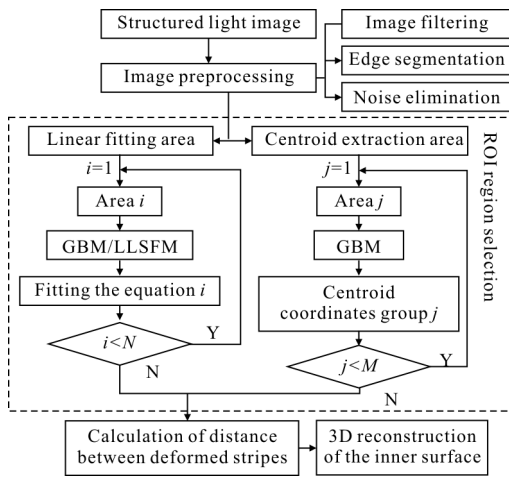 Structured light image
Image filtering
Image preprocessing
Edge segmentation
Noise elimination
Linear fitting area
Centroid extraction area
ROI region selection
i=1
j=1
Area i
Area j
GBM/LLSFM
GBM
Fitting the equation i
Centroid
coordinates group j
i<N
Y
N
j<M
Y
N
Calculation of distance
between deformed stripes
3D reconstruction
of the inner surface